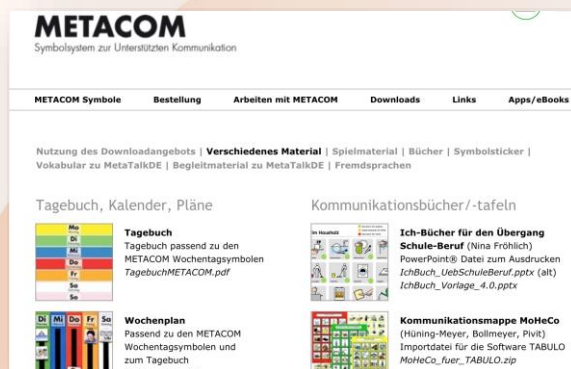 METACOM
Symbolsystem zur Unterstützten Kommunikation
METACOM Symbole Bestellung Arbeiten mit METACOM Downloads Links Apps/eBooks
Nutzung des Downloadangebots | Verschiedenes Material | Spielmaterial | Bücher | Symbolsticker |
Vokabular zu MetaTalkDE | Begleitmaterial zu MetaTalkDE | Fremdsprachen
Tagebuch, Kalender, Pläne
Mo
Di
Mi
Do
Fr
Sa
So
Tagebuch
Tagebuch passend zu den
METACOM Wochentagsymbolen
TagebuchMETACOM.pdf
Di Mi Do Fr Sa
Wochenplan
Passend zu den METACOM
Wochentagsymbolen und
zum Tagebuch
Kommunikationsbücher/-tafeln
Im Haushalt
Ich-Bücher für den Übergang
Schule-Beruf (Nina Fröhlich)
PowerPoint® Datei zum Ausdrucken
IchBuch_UebSchuleBeruf.pptx (alt)
IchBuch_Vorlage_4.0.pptx
Kommunikationsmappe MoHeCo
(Hüning-Meyer, Bollmeyer, Pivit)
Importdatei für die Software TABULO
MoHeCo_fuer_TABULO.zip